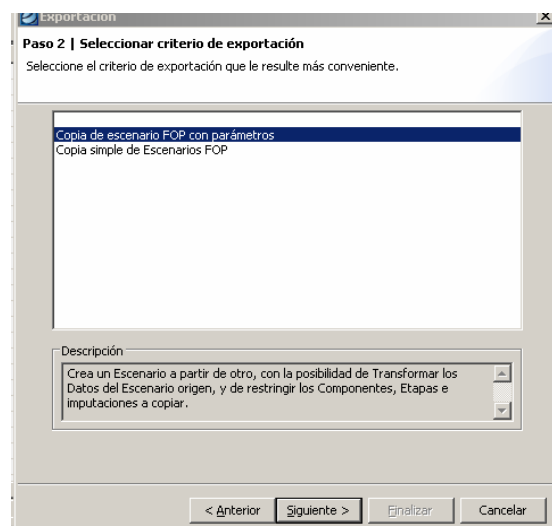 Exportación
Paso 2 | Seleccionar criterio de exportación
Seleccione el criterio de exportación que le resulte más conveniente.
Copia de escenario FOP con parámetros
Copia simple de Escenarios FOP
Descripción
Crea un Escenario a partir de otro, con la posibilidad de Transformar los
Datos del Escenario origen, y de restringir los Componentes, Etapas e
imputaciones a copiar.
< Anterior
Siguiente >
Finalizar
Cancelar